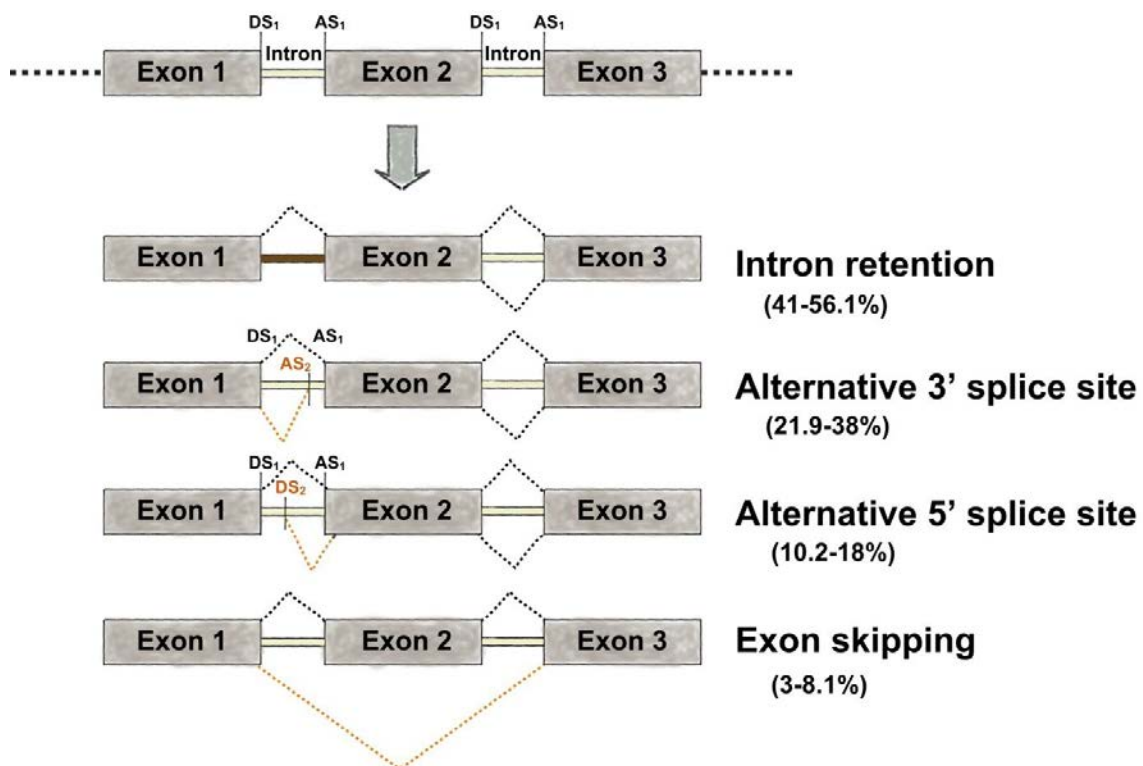 DS₁ AS₁ DS₁ AS₁
Intron Intron
Exon 1 Exon 2 Exon 3
Exon 1 Exon 2 Exon 3
Intron retention
(41-56.1%)
DS₁ AS₁
AS₂
Exon 1 Exon 2 Exon 3
Alternative 3’ splice site
(21.9-38%)
DS₁ AS₁
DS₂
Exon 1 Exon 2 Exon 3
Alternative 5’ splice site
(10.2-18%)
Exon 1 Exon 2 Exon 3
Exon skipping
(3-8.1%)